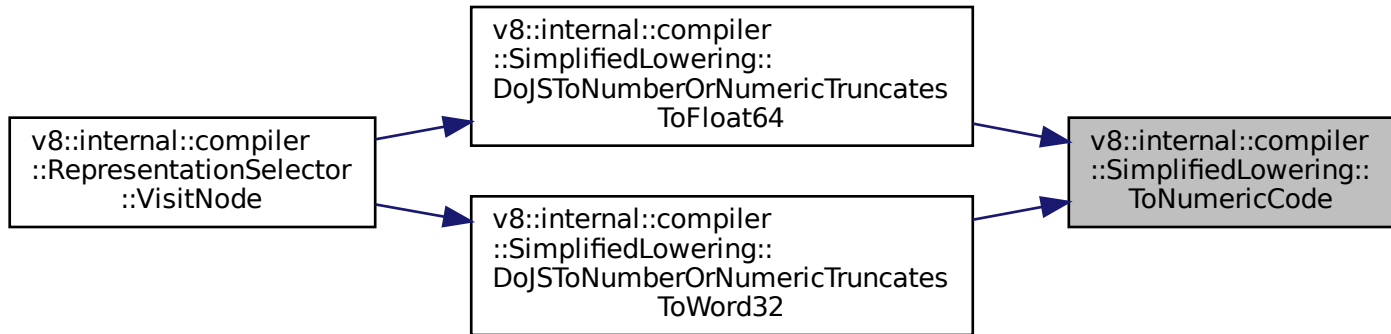 v8::internal::compiler
::RepresentationSelector
::VisitNode
v8::internal::compiler
::SimplifiedLowering::
DoJSToNumberOrNumericTruncates
ToFloat64
v8::internal::compiler
::SimplifiedLowering::
DoJSToNumberOrNumericTruncates
ToWord32
v8::internal::compiler
::SimplifiedLowering::
ToNumericCode